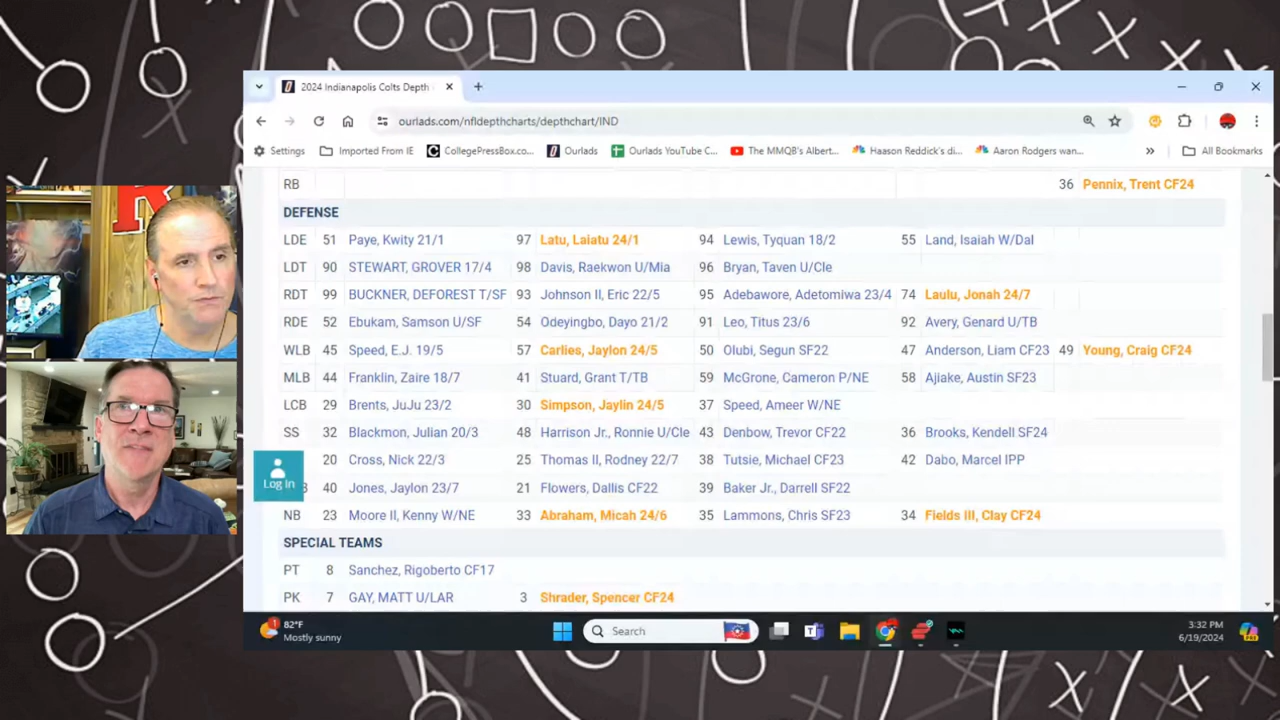 2024 Indianapolis Colts Depth
ourlads.com/nfldepthcharts/depthchart/IND
Settings Imported From IE CollegePressBox.co... Ourlads Ourlads YouTube C... The MMQB's Albert... Haason Reddick's di... Aaron Rodgers wan... » All Bookmarks
RB 36 Pennix, Trent CF24
DEFENSE
LDE 51 Paye, Kwity 21/1 97 Latu, Laiatu 24/1 94 Lewis, Tyquan 18/2 55 Land, Isaiah W/Dal
LDT 90 STEWART, GROVER 17/4 98 Davis, Raekwon U/Mia 96 Bryan, Taven U/Cle
RDT 99 BUCKNER, DEFOREST T/SF 93 Johnson II, Eric 22/5 95 Adebawore, Adetomiwa 23/4 74 Laulu, Jonah 24/7
RDE 52 Ebukam, Samson U/SF 54 Odeyingbo, Dayo 21/2 91 Leo, Titus 23/6 92 Avery, Genard U/TB
WLB 45 Speed, E.J. 19/5 57 Carlies, Jaylon 24/5 50 Olubi, Segun SF22 47 Anderson, Liam CF23 49 Young, Craig CF24
MLB 44 Franklin, Zaire 18/7 41 Stuard, Grant T/TB 59 McGrone, Cameron P/NE 58 Ajiake, Austin SF23
LCB 29 Brents, JuJu 23/2 30 Simpson, Jaylin 24/5 37 Speed, Ameer W/NE
SS 32 Blackmon, Julian 20/3 48 Harrison Jr., Ronnie U/Cle 43 Denbow, Trevor CF22 36 Brooks, Kendell SF24
20 Cross, Nick 22/3 25 Thomas II, Rodney 22/7 38 Tutsie, Michael CF23 42 Dabo, Marcel IPP
Log In
40 Jones, Jaylon 23/7 21 Flowers, Dallis CF22 39 Baker Jr., Darrell SF22
NB 23 Moore II, Kenny W/NE 33 Abraham, Micah 24/6 35 Lammons, Chris SF23 34 Fields III, Clay CF24
SPECIAL TEAMS
PT 8 Sanchez, Rigoberto CF17
PK 7 GAY, MATT U/LAR 3 Shrader, Spencer CF24
82°F
Mostly sunny
Search
3:32 PM
6/19/2024